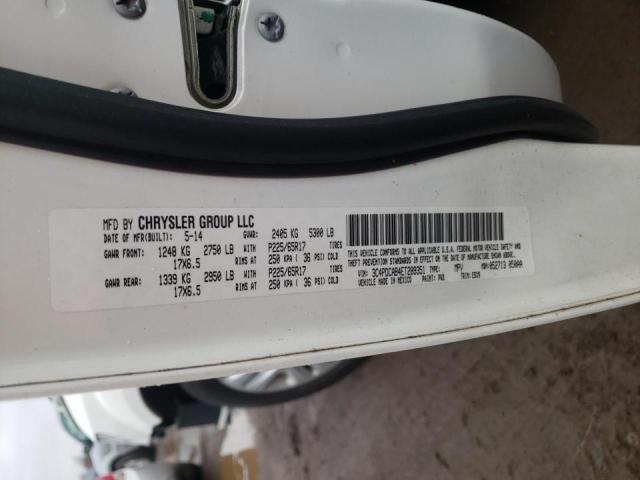 MFD BY CHRYSLER GROUP LLC
DATE OF MFR(BUILT): 5-14 GVWR: 2405 KG 5300 LB
GAWR FRONT: 1248 KG 2750 LB WITH P225/65R17 TIRES
17X6.5 RIMS AT 250 KPA ( 36 PSI) COLD
GAWR REAR: 1339 KG 2950 LB WITH P225/65R17 TIRES
17X6.5 RIMS AT 250 KPA ( 36 PSI) COLD
THIS VEHICLE CONFORMS TO ALL APPLICABLE U.S.A. FEDERAL MOTOR VEHICLE SAFETY
AND THEFT PREVENTION STANDARDS IN EFFECT ON THE DATE OF MANUFACTURE SHOWN ABOVE.
VIN: TYPE: MPV
VEHICLE MADE IN MEXICO PAINT: TRIM: